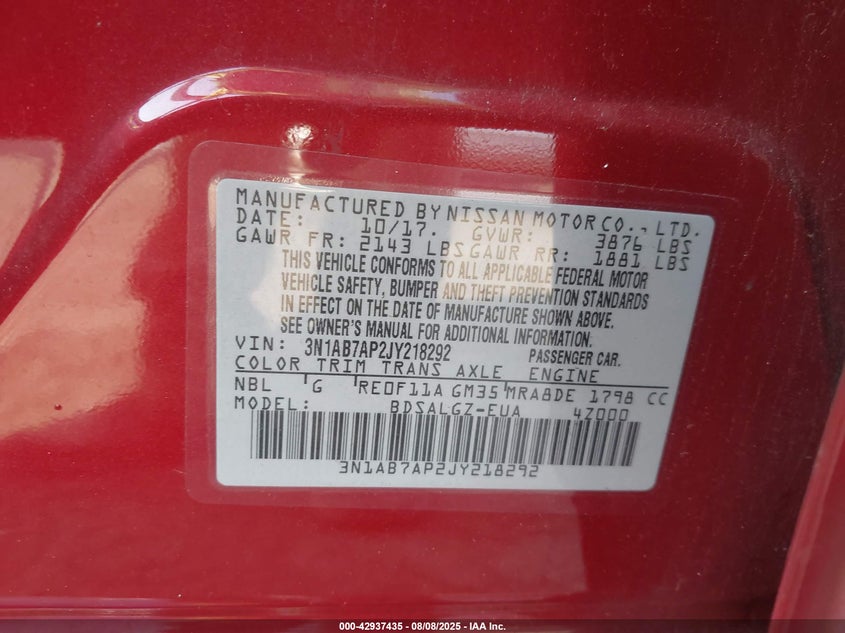 MANUFACTURED BY NISSAN MOTOR CO., LTD.
DATE: 10/17. GVWR: 3876 LBS
GAWR FR: 2143 LBS GAWR RR: 1881 LBS
THIS VEHICLE CONFORMS TO ALL APPLICABLE FEDERAL MOTOR
VEHICLE SAFETY, BUMPER AND THEFT PREVENTION STANDARDS
IN EFFECT ON THE DATE OF MANUFACTURE SHOWN ABOVE.
SEE OWNER'S MANUAL FOR ADDITIONAL INFORMATION.
VIN: 3N1AB7AP2JY218292 PASSENGER CAR.
COLOR TRIM TRANS AXLE ENGINE
NBL G RE0F11A GM35 MRA8DE 1798 CC
MODEL: BDSALGZ-EUA 4Z000
3N1AB7AP2JY218292
000-42937435 - 08/08/2025 - IAA Inc.